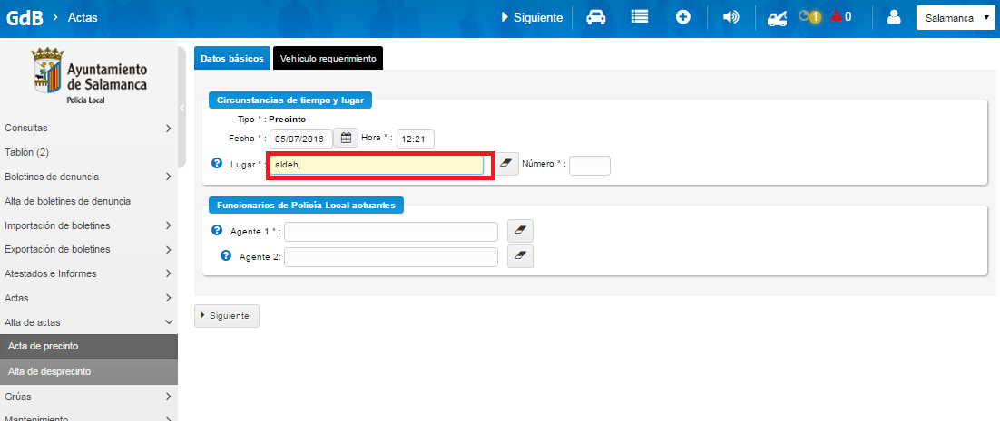 GdB > Actas
Siguiente
1
0
Salamanca
Ayuntamiento
de Salamanca
Policía Local
Consultas
Tablón (2)
Boletines de denuncia
Alta de boletines de denuncia
Importación de boletines
Exportación de boletines
Atestados e Informes
Actas
Alta de actas
Acta de precinto
Alta de desprecinto
Grúas
Mantenimiento
Datos básicos
Vehículo requerimiento
Circunstancias de tiempo y lugar
Tipo * : Precinto
Fecha * : 05/07/2016 Hora * : 12:21
Lugar * : aldeh Número * :
Funcionarios de Policía Local actuantes
Agente 1 * :
Agente 2:
Siguiente